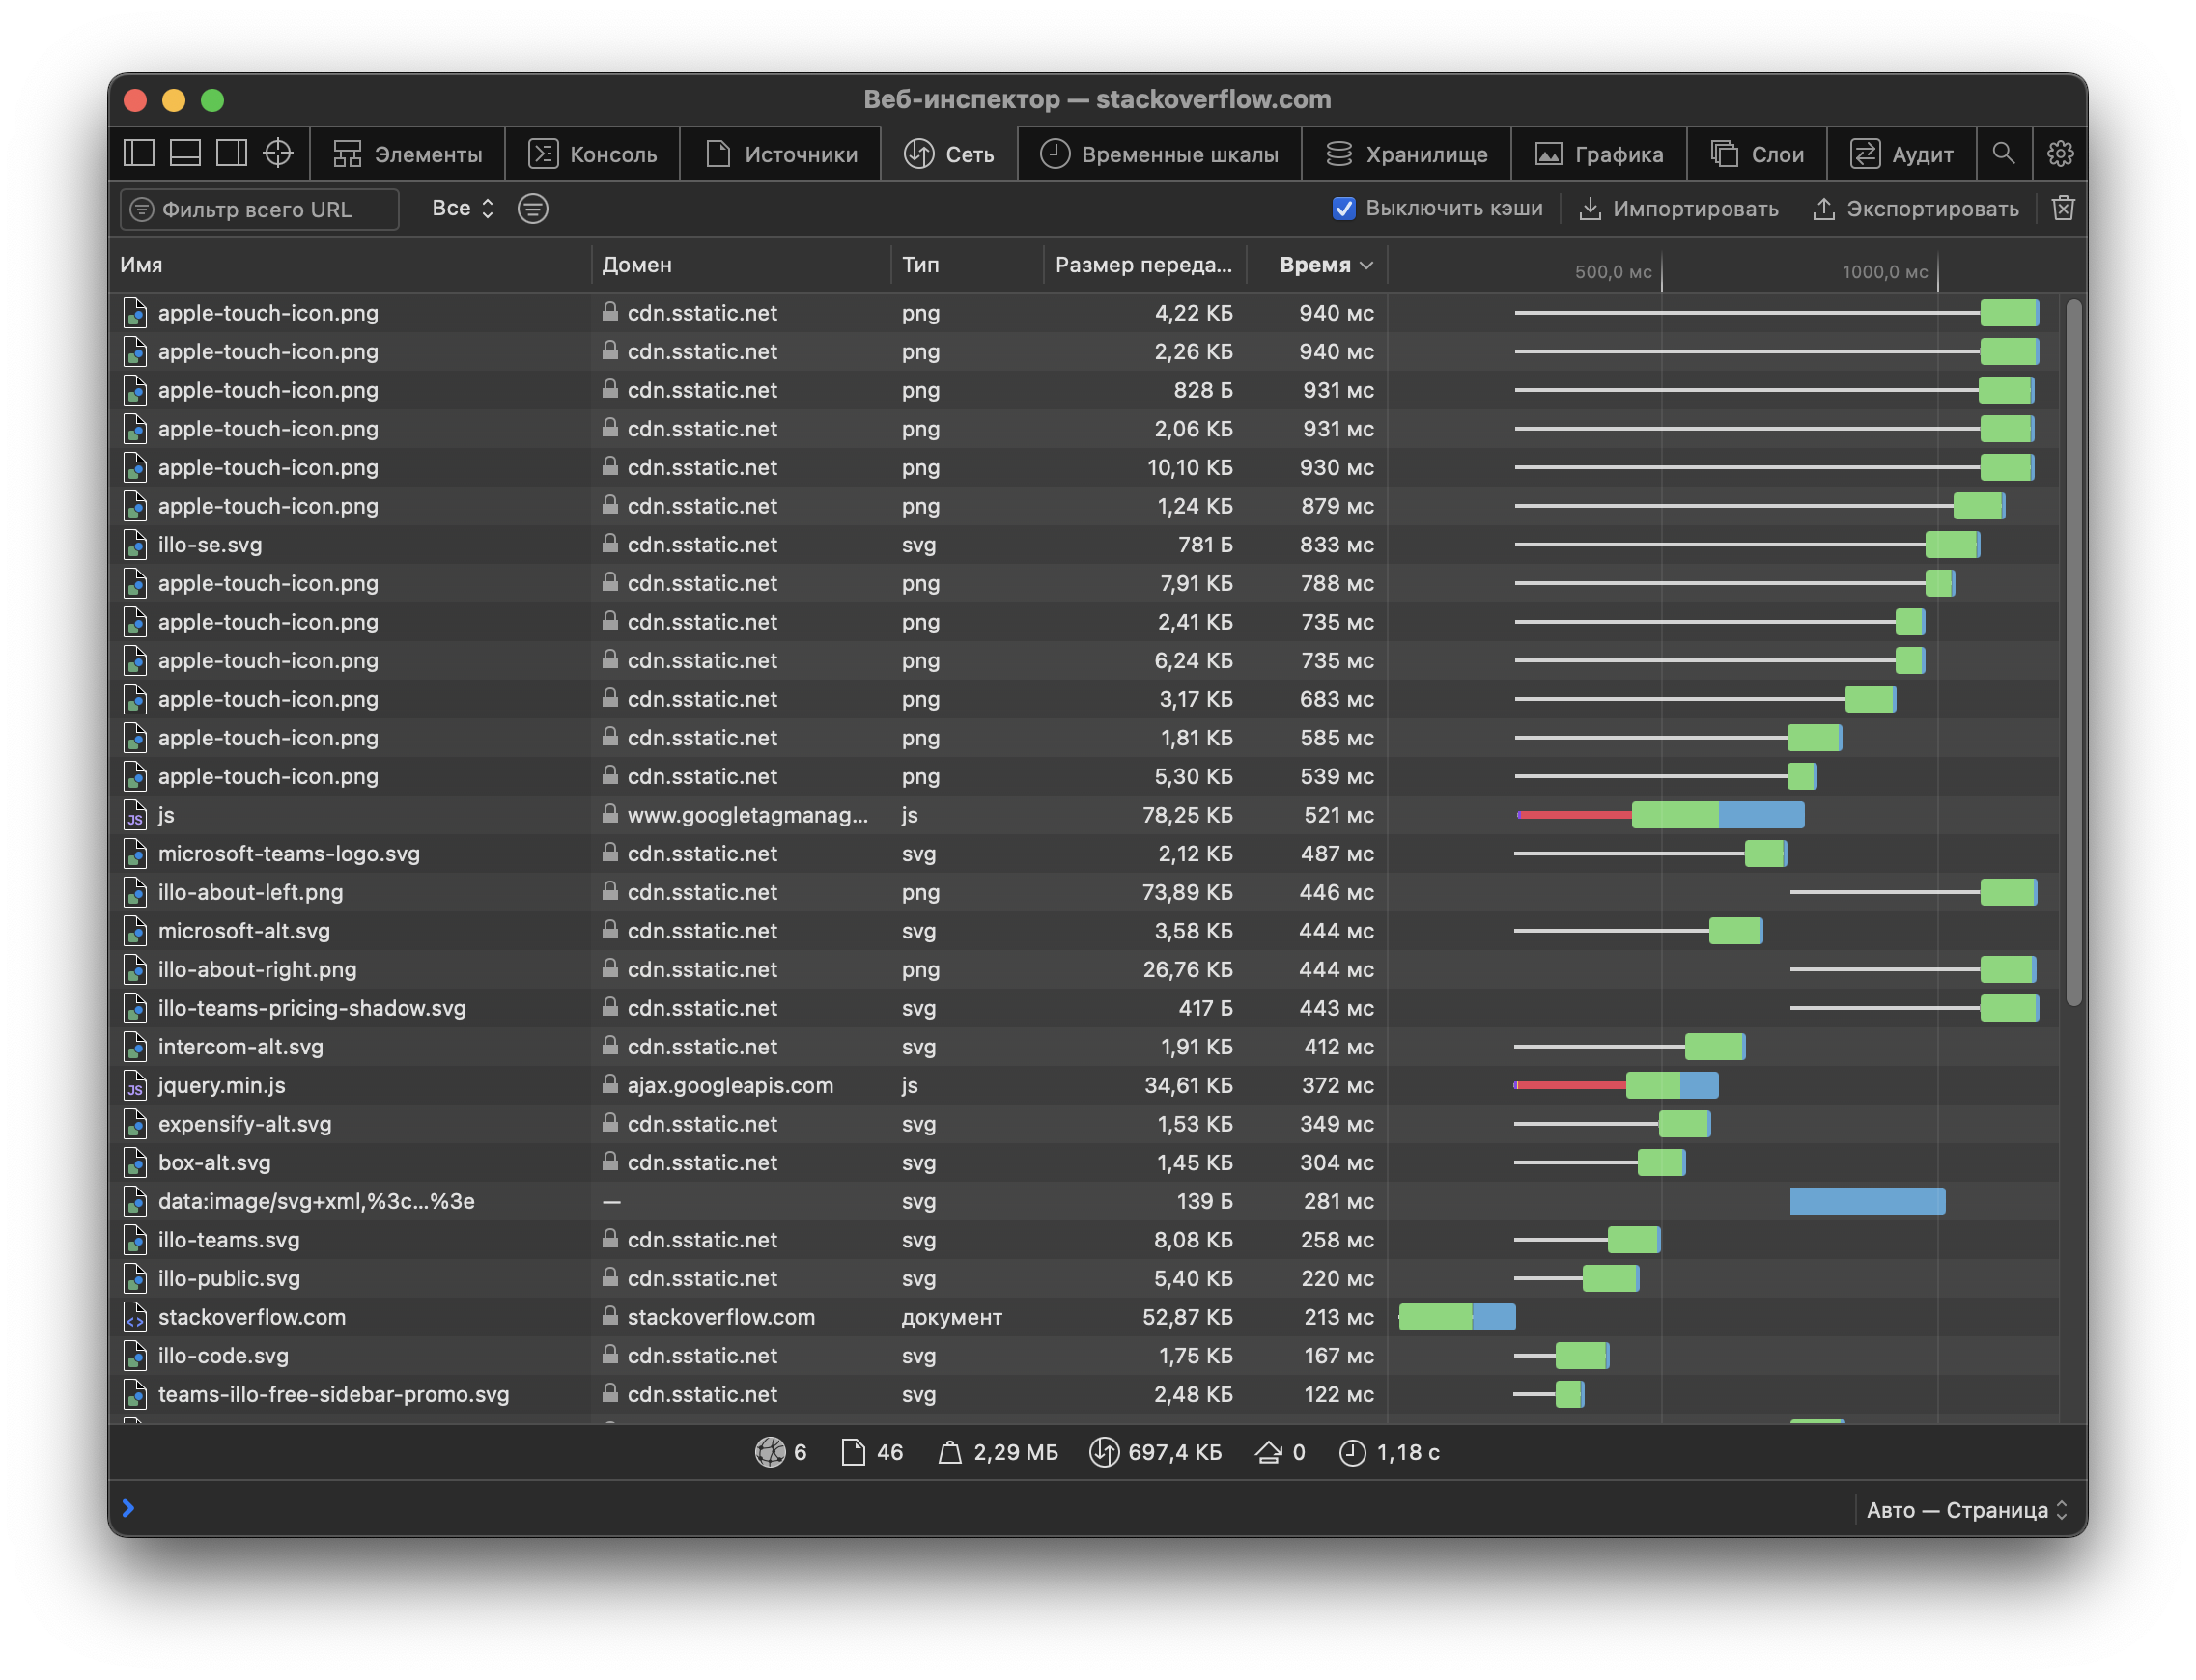 Веб-инспектор — stackoverflow.com
Элементы Консоль Источники Сеть Временные шкалы Хранилище Графика Слои Аудит
Фильтр всего URL Все Выключить кэши Импортировать Экспортировать
Имя Домен Тип Размер переда... Время 500,0 мс 1000,0 мс
apple-touch-icon.png cdn.sstatic.net png 4,22 КБ 940 мс
apple-touch-icon.png cdn.sstatic.net png 2,26 КБ 940 мс
apple-touch-icon.png cdn.sstatic.net png 828 Б 931 мс
apple-touch-icon.png cdn.sstatic.net png 2,06 КБ 931 мс
apple-touch-icon.png cdn.sstatic.net png 10,10 КБ 930 мс
apple-touch-icon.png cdn.sstatic.net png 1,24 КБ 879 мс
illo-se.svg cdn.sstatic.net svg 781 Б 833 мс
apple-touch-icon.png cdn.sstatic.net png 7,91 КБ 788 мс
apple-touch-icon.png cdn.sstatic.net png 2,41 КБ 735 мс
apple-touch-icon.png cdn.sstatic.net png 6,24 КБ 735 мс
apple-touch-icon.png cdn.sstatic.net png 3,17 КБ 683 мс
apple-touch-icon.png cdn.sstatic.net png 1,81 КБ 585 мс
apple-touch-icon.png cdn.sstatic.net png 5,30 КБ 539 мс
JS js www.googletagmanag... js 78,25 КБ 521 мс
microsoft-teams-logo.svg cdn.sstatic.net svg 2,12 КБ 487 мс
illo-about-left.png cdn.sstatic.net png 73,89 КБ 446 мс
microsoft-alt.svg cdn.sstatic.net svg 3,58 КБ 444 мс
illo-about-right.png cdn.sstatic.net png 26,76 КБ 444 мс
illo-teams-pricing-shadow.svg cdn.sstatic.net svg 417 Б 443 мс
intercom-alt.svg cdn.sstatic.net svg 1,91 КБ 412 мс
JS jquery.min.js ajax.googleapis.com js 34,61 КБ 372 мс
expensify-alt.svg cdn.sstatic.net svg 1,53 КБ 349 мс
box-alt.svg cdn.sstatic.net svg 1,45 КБ 304 мс
data:image/svg+xml,%3c...%3e — svg 139 Б 281 мс
illo-teams.svg cdn.sstatic.net svg 8,08 КБ 258 мс
illo-public.svg cdn.sstatic.net svg 5,40 КБ 220 мс
stackoverflow.com stackoverflow.com документ 52,87 КБ 213 мс
illo-code.svg cdn.sstatic.net svg 1,75 КБ 167 мс
teams-illo-free-sidebar-promo.svg cdn.sstatic.net svg 2,48 КБ 122 мс
6 46 2,29 МБ 697,4 КБ 0 1,18 с
Авто — Страница